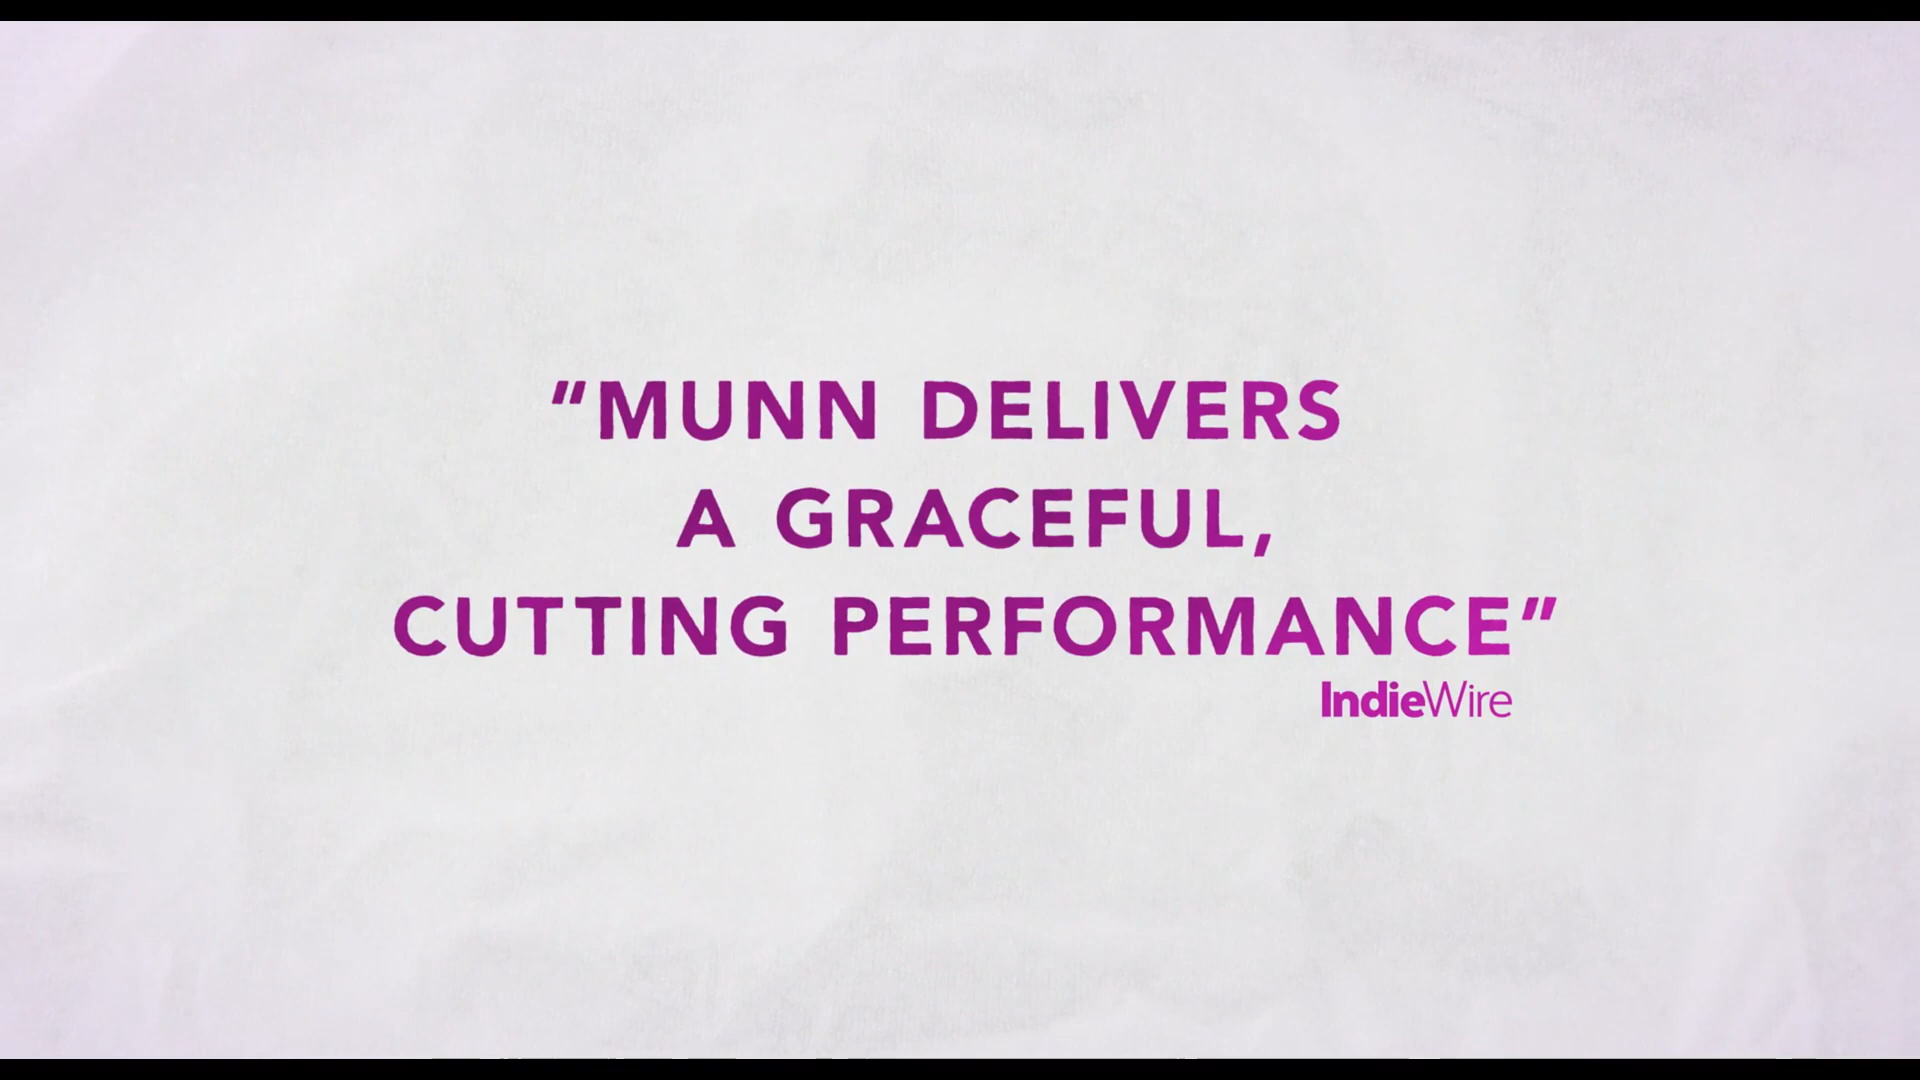 “MUNN DELIVERS
A GRACEFUL,
CUTTING PERFORMANCE”
IndieWire